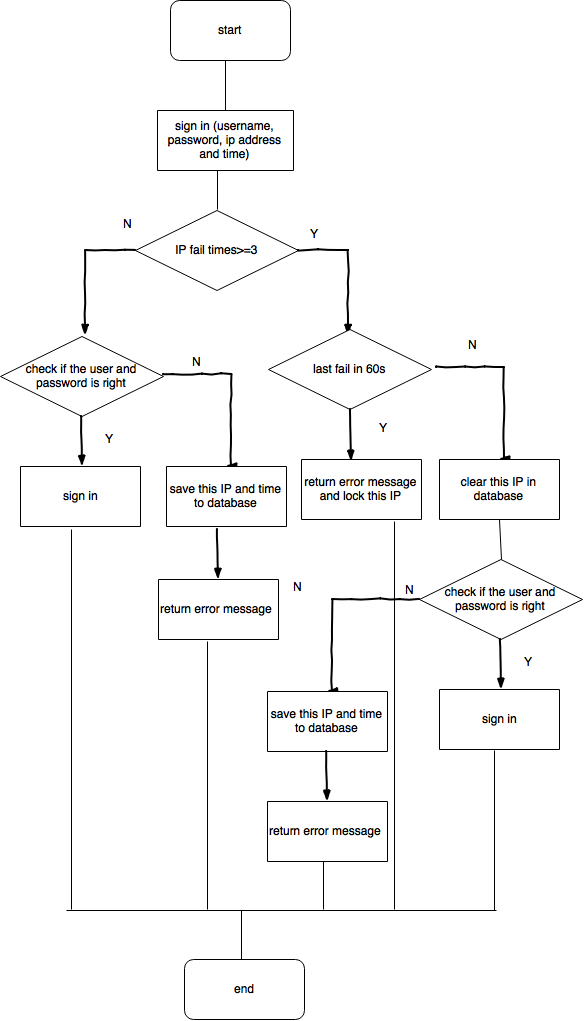 start
sign in (username,
password, ip address
and time)
N
Y
IP fail times>=3
N
check if the user and
password is right
last fail in 60s
N
Y
Y
sign in
save this IP and time
to database
return error message
and lock this IP
clear this IP in
database
return error message
N
N
check if the user and
password is right
Y
save this IP and time
to database
sign in
return error message
end